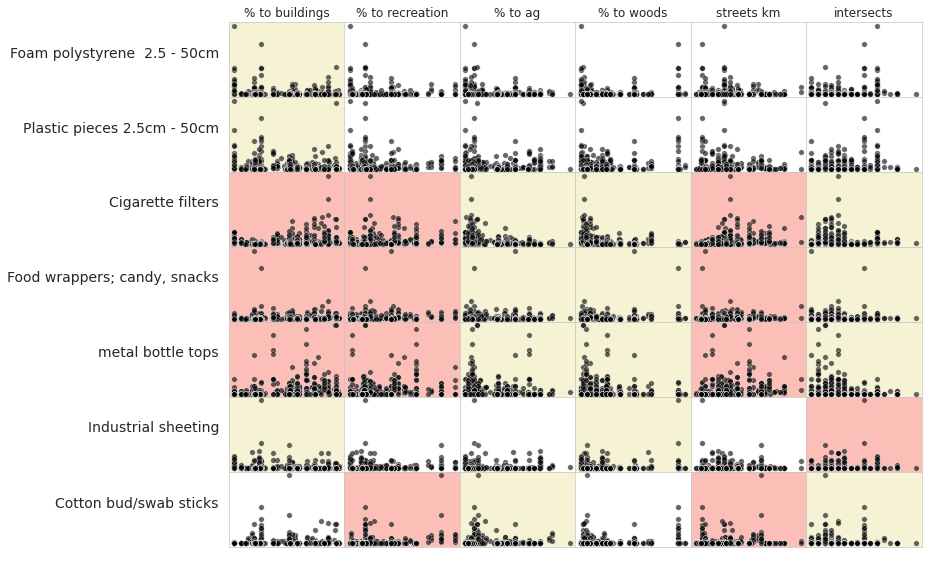 % to buildings % to recreation % to ag % to woods streets km intersects
Foam polystyrene  2.5 - 50cm
Plastic pieces 2.5cm - 50cm
Cigarette filters
Food wrappers; candy, snacks
metal bottle tops
Industrial sheeting
Cotton bud/swab sticks